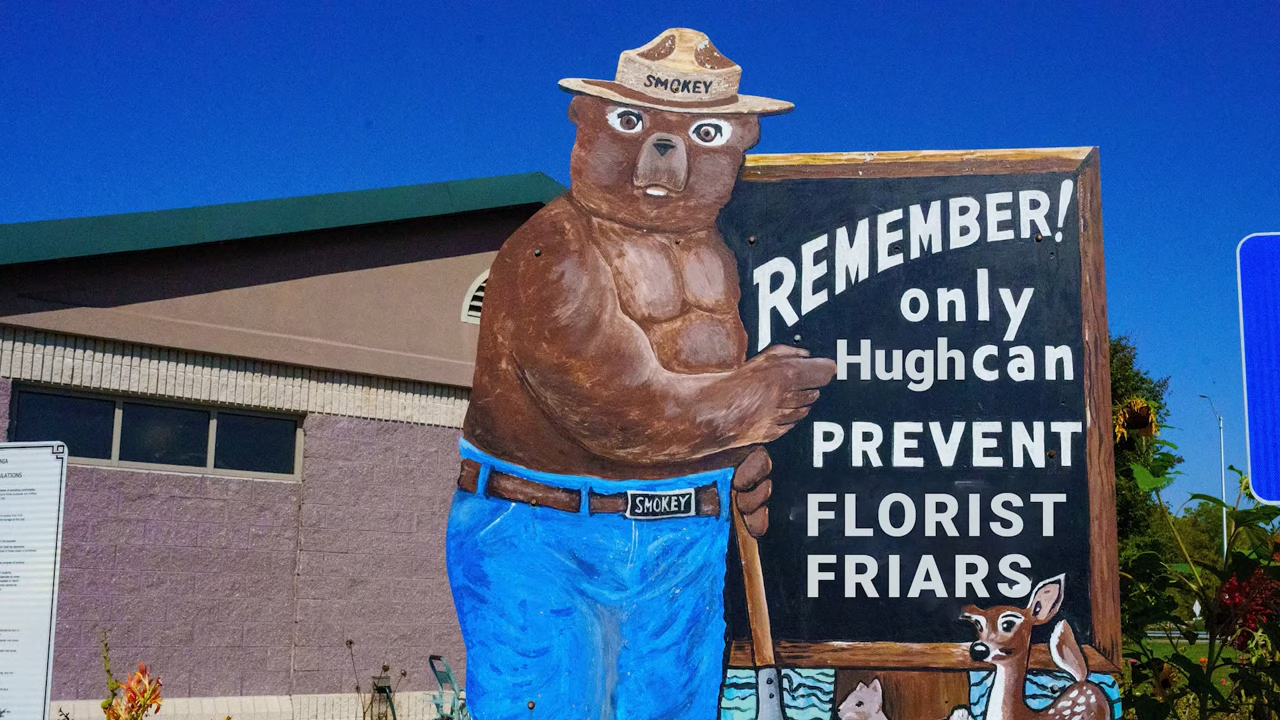 SMOKEY
REMEMBER!
only
Hugh can
PREVENT
FLORIST
FRIARS
SMOKEY